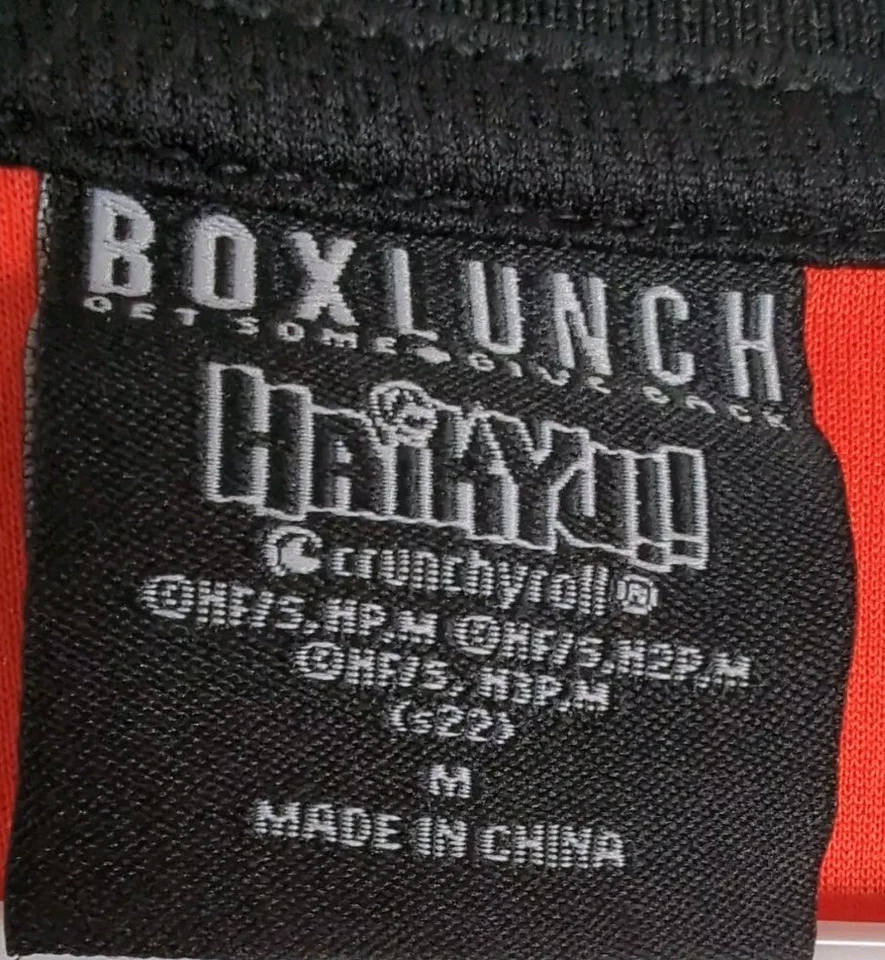 BOXLUNCH
GET SOME GIVE BACK
HAIKYU!!
crunchyroll®
©HF/S,HP,M ©HF/S,H2P,M
©HF/S, H3P,M
(s22)
M
MADE IN CHINA